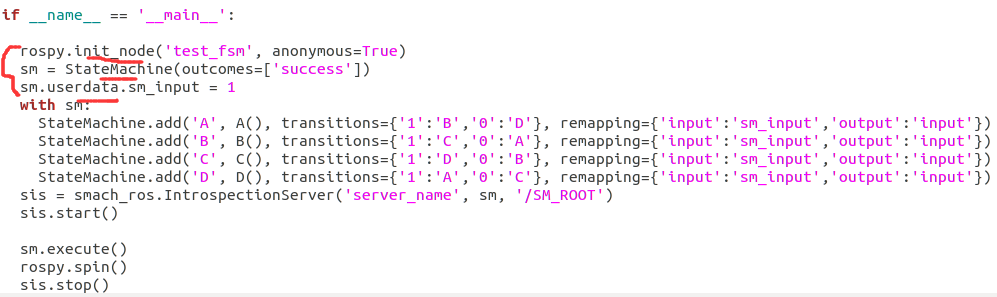 if __name__ == '__main__':
rospy.init_node('test_fsm', anonymous=True)
sm = StateMachine(outcomes=['success'])
sm.userdata.sm_input = 1
with sm:
StateMachine.add('A', A(), transitions={'1':'B','0':'D'}, remapping={'input':'sm_input','output':'input'})
StateMachine.add('B', B(), transitions={'1':'C','0':'A'}, remapping={'input':'sm_input','output':'input'})
StateMachine.add('C', C(), transitions={'1':'D','0':'B'}, remapping={'input':'sm_input','output':'input'})
StateMachine.add('D', D(), transitions={'1':'A','0':'C'}, remapping={'input':'sm_input','output':'input'})
sis = smach_ros.IntrospectionServer('server_name', sm, '/SM_ROOT')
sis.start()
sm.execute()
rospy.spin()
sis.stop()